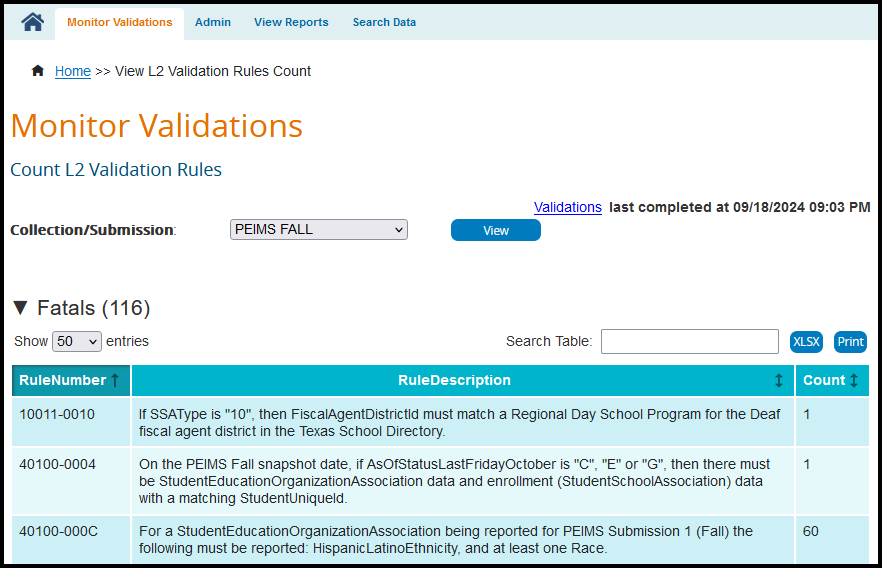 Monitor Validations Admin View Reports Search Data
Home >> View L2 Validation Rules Count
Monitor Validations
Count L2 Validation Rules
Validations last completed at 09/18/2024 09:03 PM
Collection/Submission: PEIMS FALL View
▼ Fatals (116)
Show 50 entries Search Table: XLSX Print
RuleNumber ↑ RuleDescription ↕ Count ↕
10011-0010 If SSAType is "10", then FiscalAgentDistrictId must match a Regional Day School Program for the Deaf 1
fiscal agent district in the Texas School Directory.
40100-0004 On the PEIMS Fall snapshot date, if AsOfStatusLastFridayOctober is "C", "E" or "G", then there must 1
be StudentEducationOrganizationAssociation data and enrollment (StudentSchoolAssociation) data
with a matching StudentUniqueId.
40100-000C For a StudentEducationOrganizationAssociation being reported for PEIMS Submission 1 (Fall) the 60
following must be reported: HispanicLatinoEthnicity, and at least one Race.